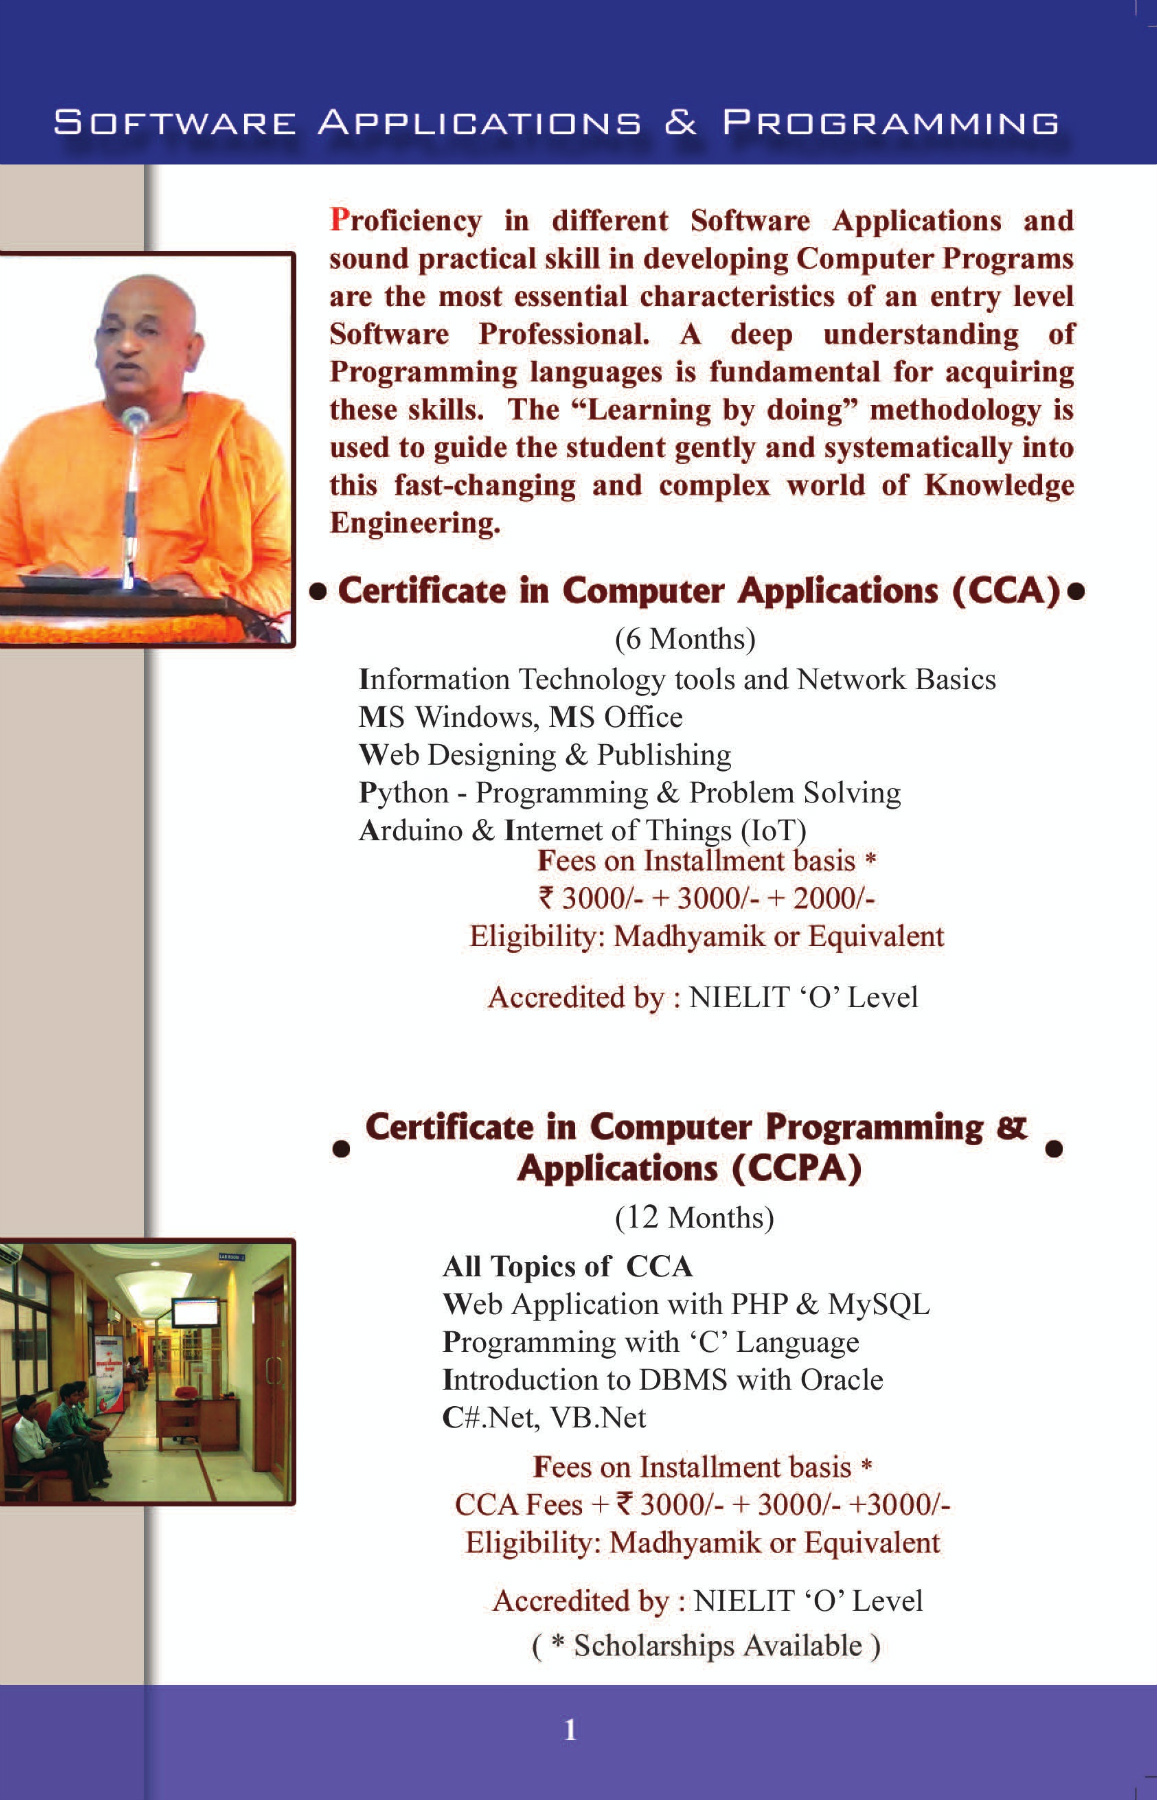 SOFTWARE APPLICATIONS & PROGRAMMING
Proficiency in different Software Applications and
sound practical skill in developing Computer Programs
are the most essential characteristics of an entry level
Software Professional. A deep understanding of
Programming languages is fundamental for acquiring
these skills. The “Learning by doing” methodology is
used to guide the student gently and systematically into
this fast-changing and complex world of Knowledge
Engineering.
• Certificate in Computer Applications (CCA) •
(6 Months)
Information Technology tools and Network Basics
MS Windows, MS Office
Web Designing & Publishing
Python - Programming & Problem Solving
Arduino & Internet of Things (IoT)
Fees on Installment basis *
₹ 3000/- + 3000/- + 2000/-
Eligibility: Madhyamik or Equivalent
Accredited by : NIELIT ‘O’ Level
• Certificate in Computer Programming & •
Applications (CCPA)
(12 Months)
All Topics of CCA
Web Application with PHP & MySQL
Programming with ‘C’ Language
Introduction to DBMS with Oracle
C#.Net, VB.Net
Fees on Installment basis *
CCA Fees + ₹ 3000/- + 3000/- +3000/-
Eligibility: Madhyamik or Equivalent
Accredited by : NIELIT ‘O’ Level
( * Scholarships Available )
1